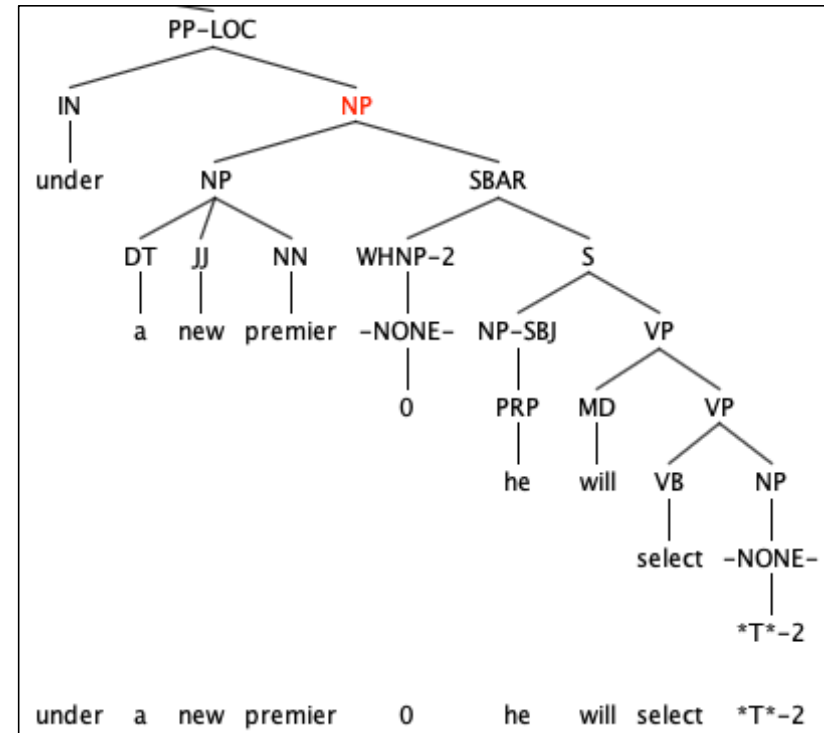 PP-LOC
IN NP
under NP SBAR
DT JJ NN WHNP-2 S
a new premier -NONE- NP-SBJ VP
0 PRP MD VP
he will VB NP
select -NONE-
*T*-2
under a new premier 0 he will select *T*-2